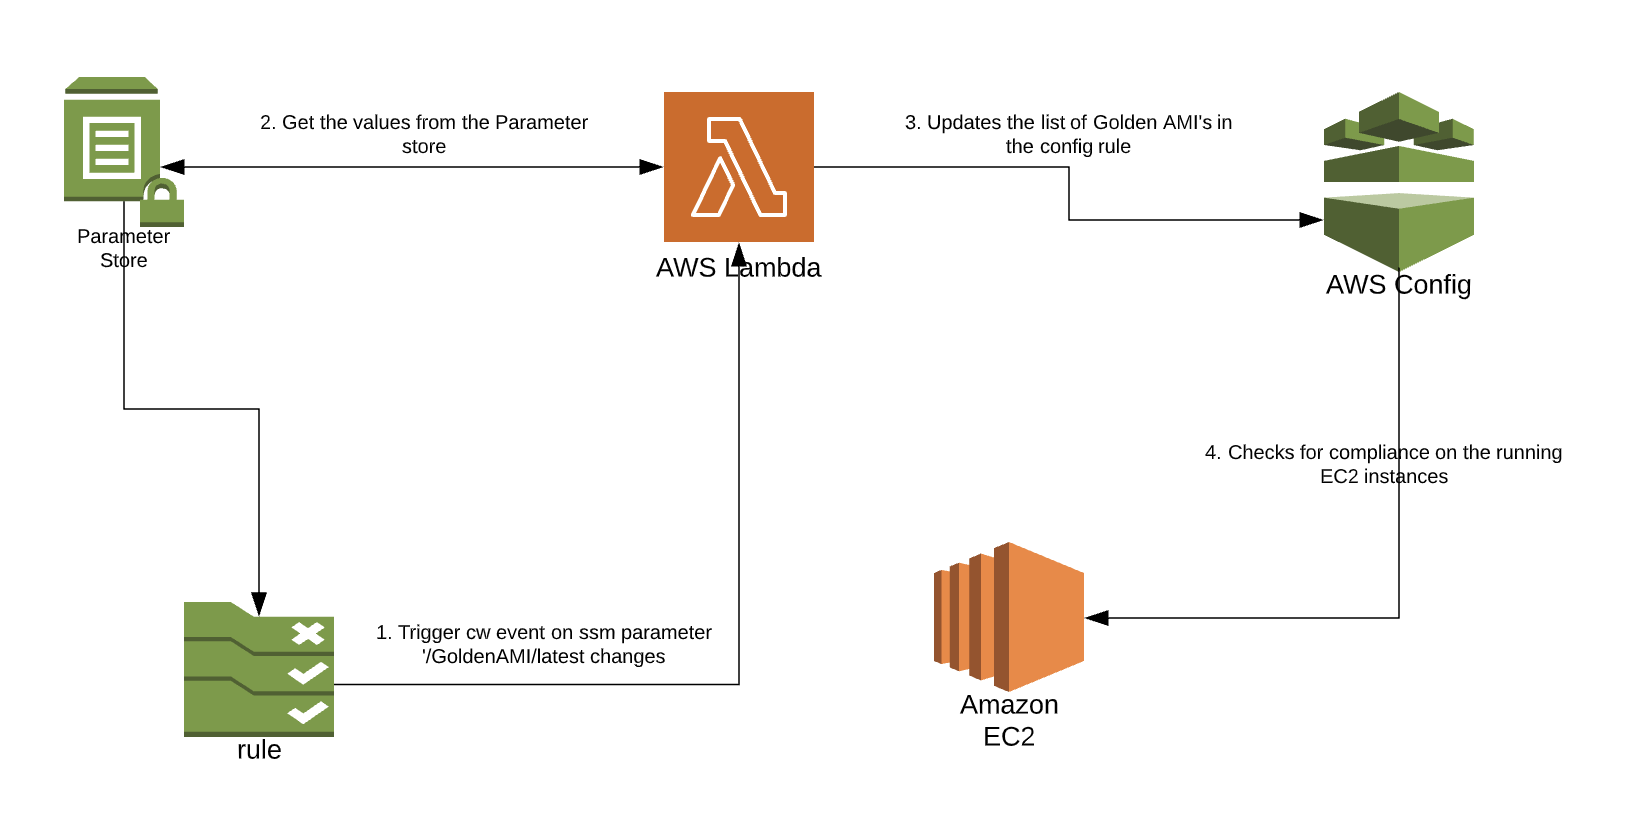 2. Get the values from the Parameter
store
3. Updates the list of Golden AMI's in
the config rule
Parameter
Store
AWS Lambda
AWS Config
4. Checks for compliance on the running
EC2 instances
1. Trigger cw event on ssm parameter
'/GoldenAMI/latest changes
Amazon
EC2
rule